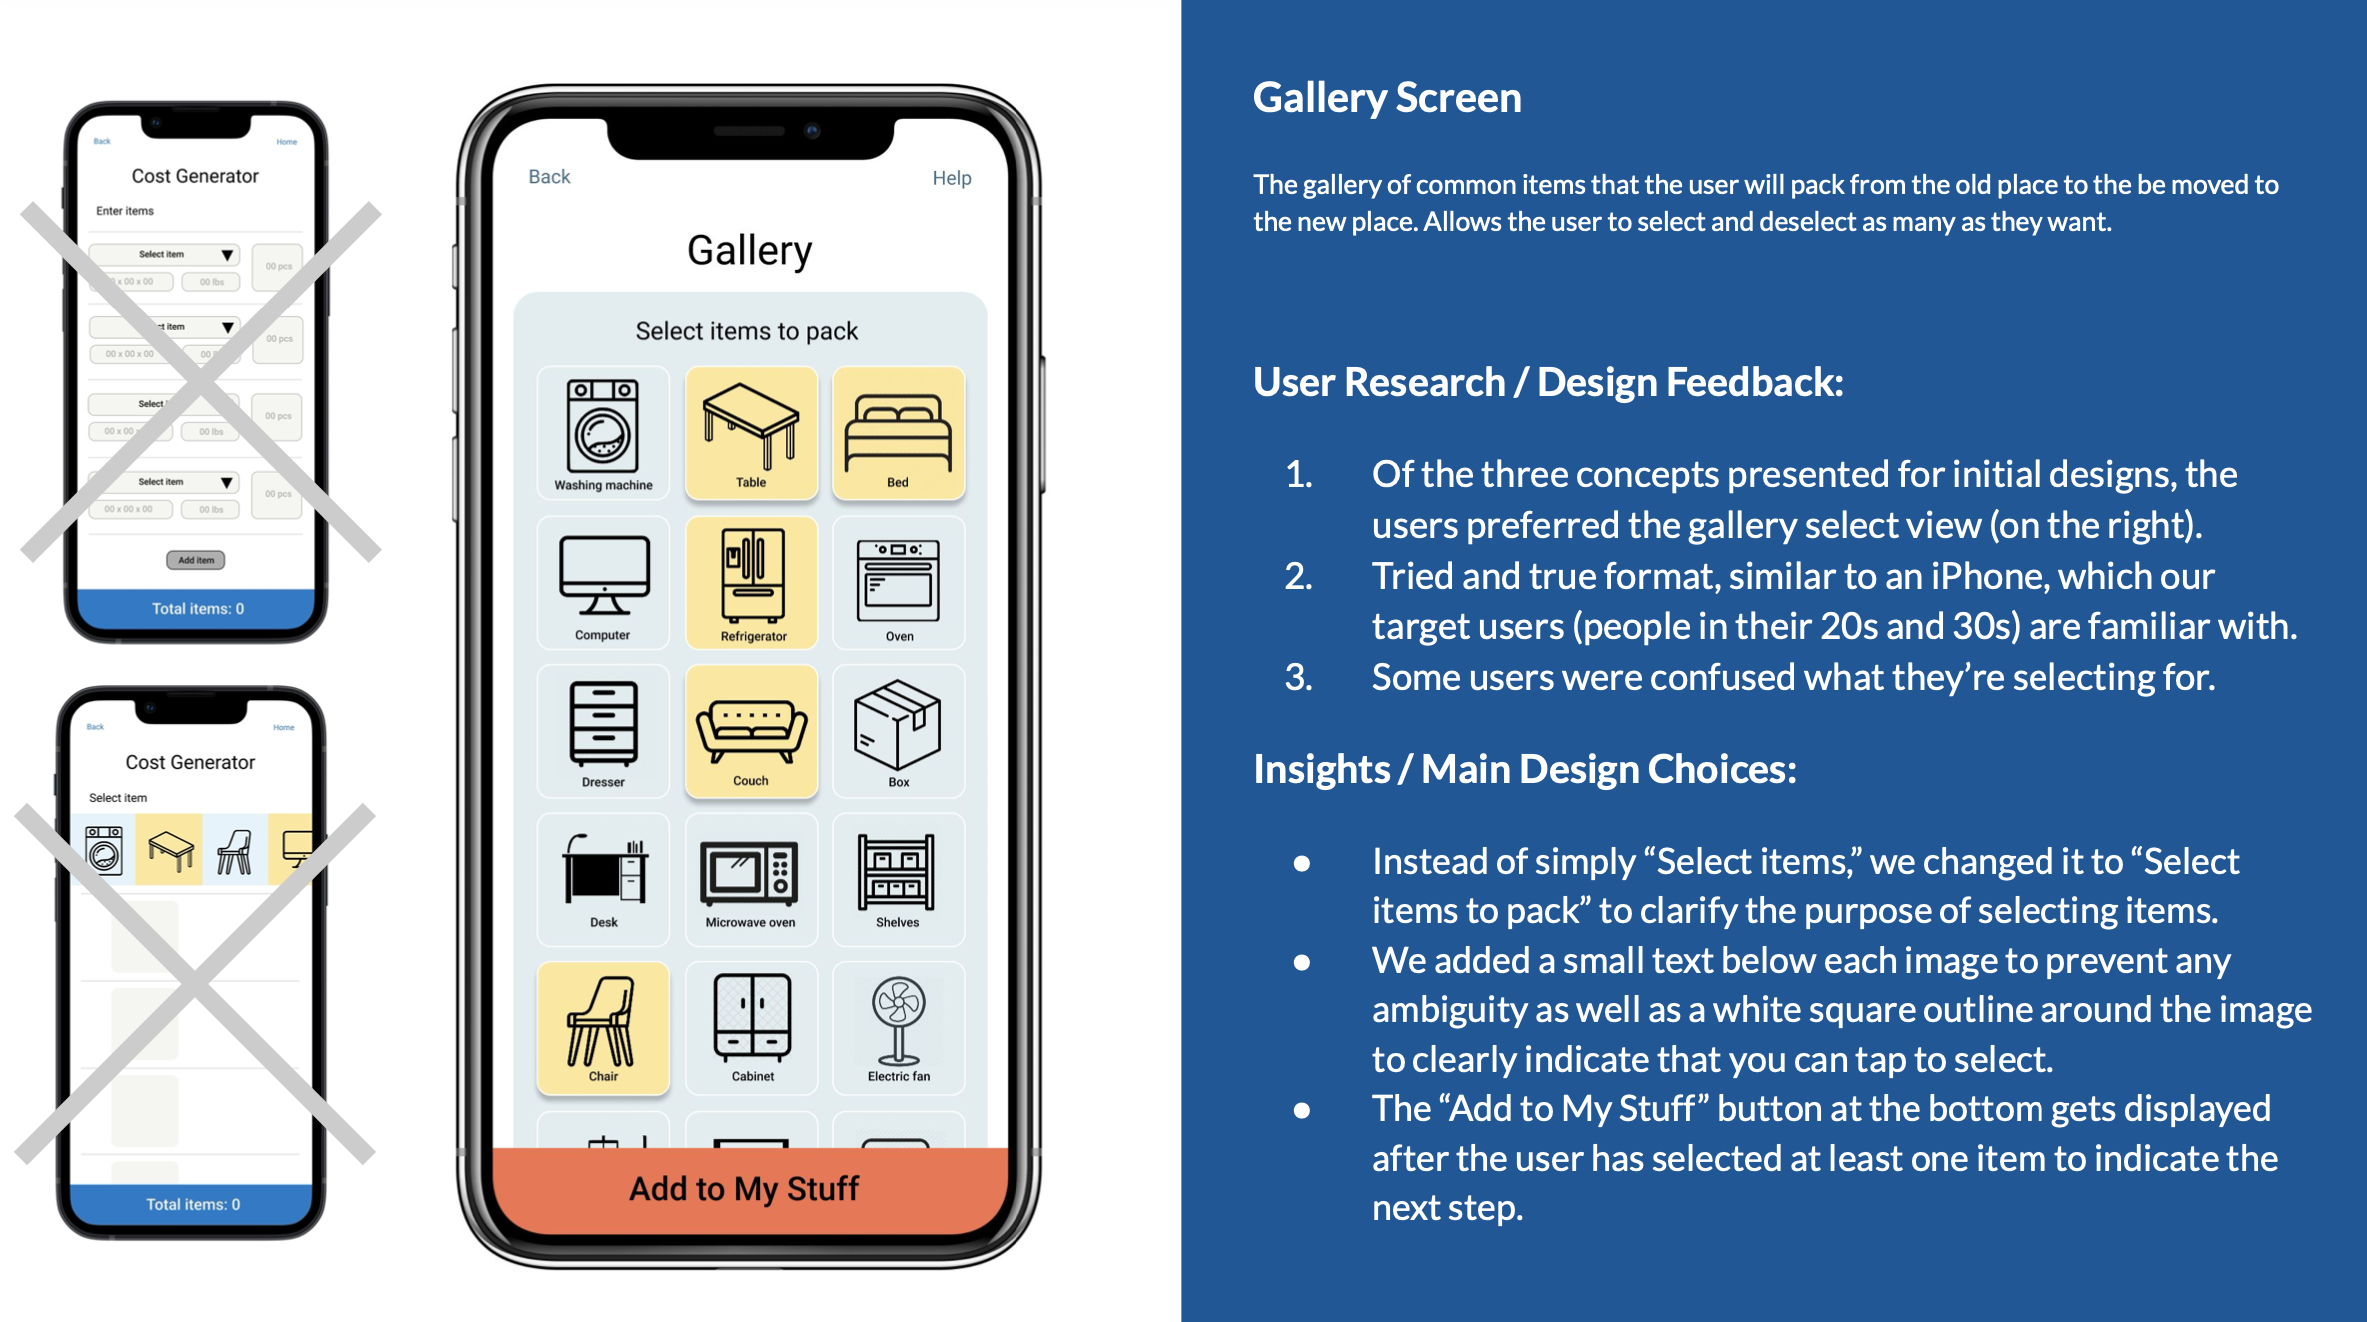 Back
Home
Cost Generator
Enter items
Select item
00 pcs
x 00 x 00
00 lbs
ct item
00 pcs
00 x 00 x 00
00
Select
00 pcs
00 x 00
00 lbs
Select item
00 pcs
00 x 00 x 00
00 lbs
Add item
Total items: 0
Back
Home
Cost Generator
Select item
Total items: 0
Back
Help
Gallery
Select items to pack
Washing machine
Table
Bed
Computer
Refrigerator
Oven
Dresser
Couch
Box
Desk
Microwave oven
Shelves
Chair
Cabinet
Electric fan
Add to My Stuff
Gallery Screen
The gallery of common items that the user will pack from the old place to the be moved to
the new place. Allows the user to select and deselect as many as they want.
User Research / Design Feedback:
1. Of the three concepts presented for initial designs, the
users preferred the gallery select view (on the right).
2. Tried and true format, similar to an iPhone, which our
target users (people in their 20s and 30s) are familiar with.
3. Some users were confused what they’re selecting for.
Insights / Main Design Choices:
● Instead of simply “Select items,” we changed it to “Select
items to pack” to clarify the purpose of selecting items.
● We added a small text below each image to prevent any
ambiguity as well as a white square outline around the image
to clearly indicate that you can tap to select.
● The “Add to My Stuff” button at the bottom gets displayed
after the user has selected at least one item to indicate the
next step.